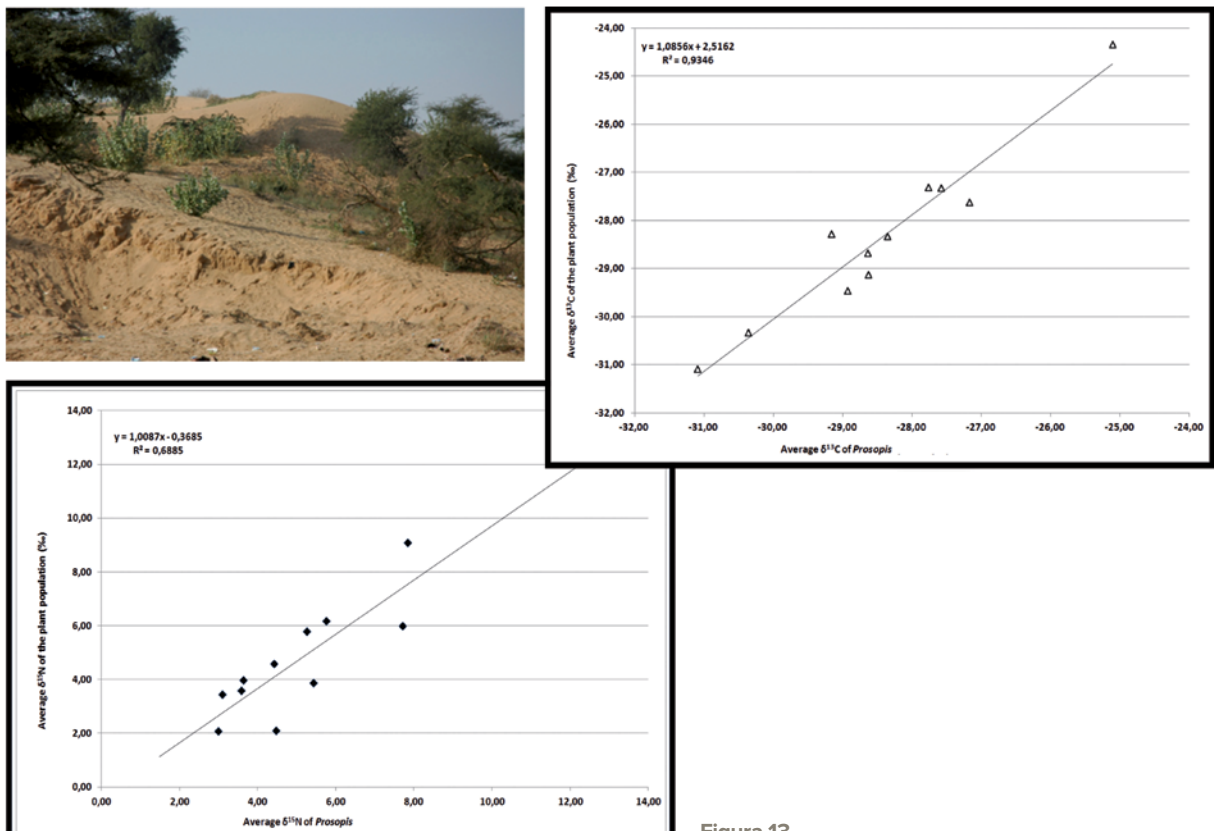 -24,00
y = 1,0856x + 2,5162
R² = 0,9346
-25,00
-26,00
-27,00
-28,00
-29,00
-30,00
-31,00
-32,00
Average δ¹³C of the plant population (‰)
-32,00 -31,00 -30,00 -29,00 -28,00 -27,00 -26,00 -25,00 -24,00
Average δ¹³C of Prosopis
14,00
y = 1,0087x - 0,3685
R² = 0,6885
12,00
10,00
8,00
6,00
4,00
2,00
0,00
Average δ¹⁵N of the plant population (‰)
0,00 2,00 4,00 6,00 8,00 10,00 12,00 14,00
Average δ¹⁵N of Prosopis